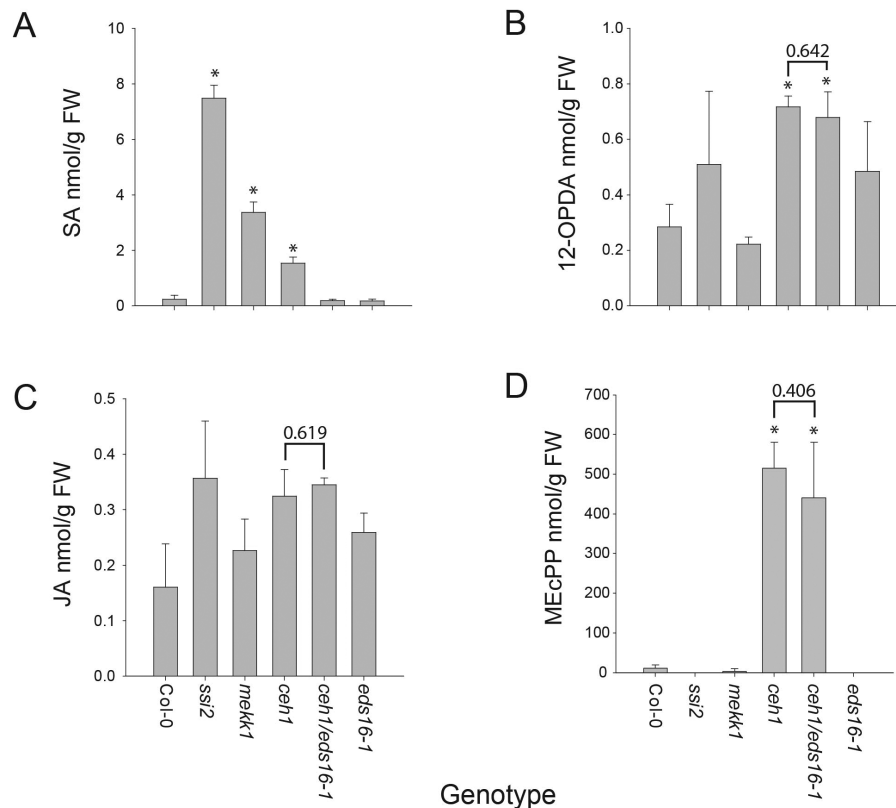 A
SA nmol/g FW
10
8
6
4
2
0
*
*
*
B
12-OPDA nmol/g FW
1.0
0.8
0.6
0.4
0.2
0.0
0.642
*
*
C
JA nmol/g FW
0.5
0.4
0.3
0.2
0.1
0.0
0.619
Col-0
ssi2
mekk1
ceh1
ceh1/eds16-1
eds16-1
D
MEcPP nmol/g FW
700
600
500
400
300
200
100
0
0.406
*
*
Col-0
ssi2
mekk1
ceh1
ceh1/eds16-1
eds16-1
Genotype